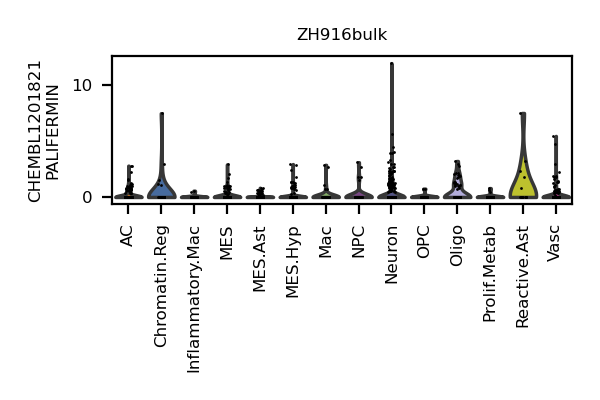 ZH916bulk
CHEMBL1201821
PALIFERMIN
10
0
AC
Chromatin.Reg
Inflammatory.Mac
MES
MES.Ast
MES.Hyp
Mac
NPC
Neuron
OPC
Oligo
Prolif.Metab
Reactive.Ast
Vasc